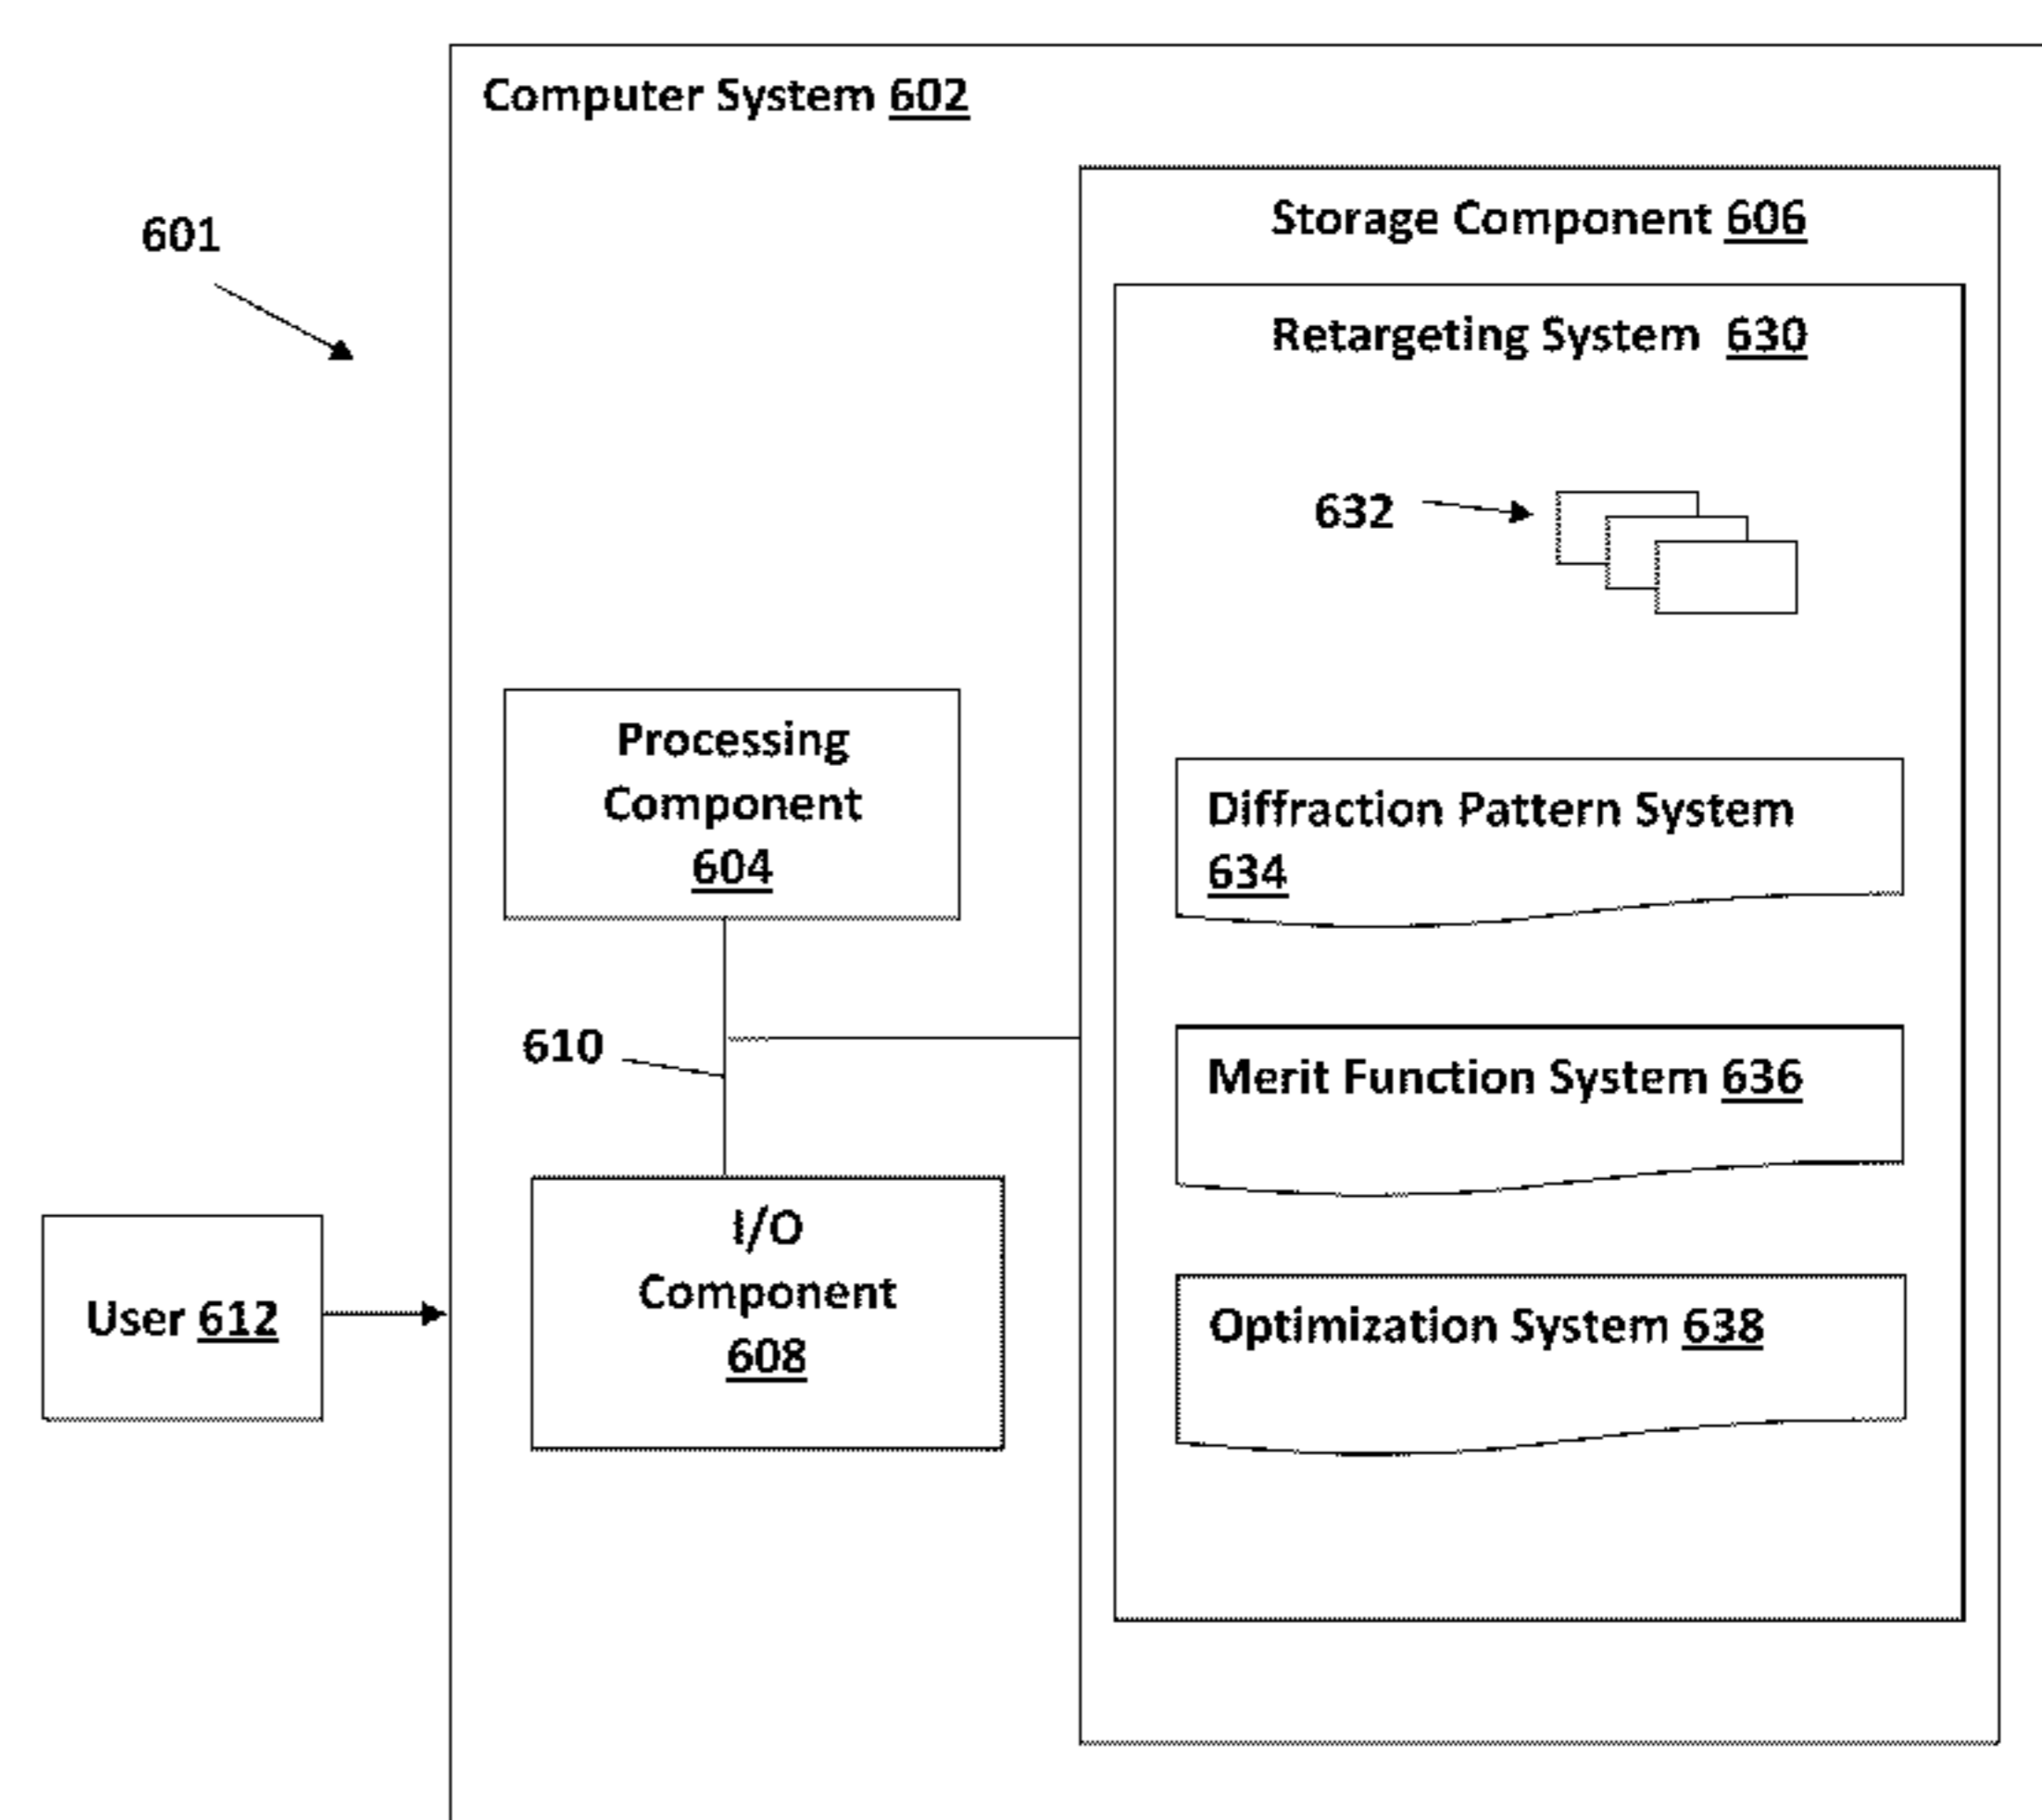 Computer System 602
601
Storage Component 606
Retargeting System 630
632
Processing
Component
604
Diffraction Pattern System
634
610
Merit Function System 636
I/O
Component
608
User 612
Optimization System 638